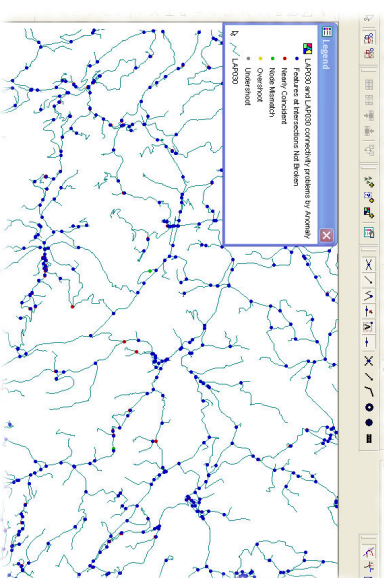 Legend
LAP030 and LAP030 connectivity problems by Anomaly
Features at Intersections Not Broken
Nearly Coincident
Node Mismatch
Overshoot
Undershoot
LAP030